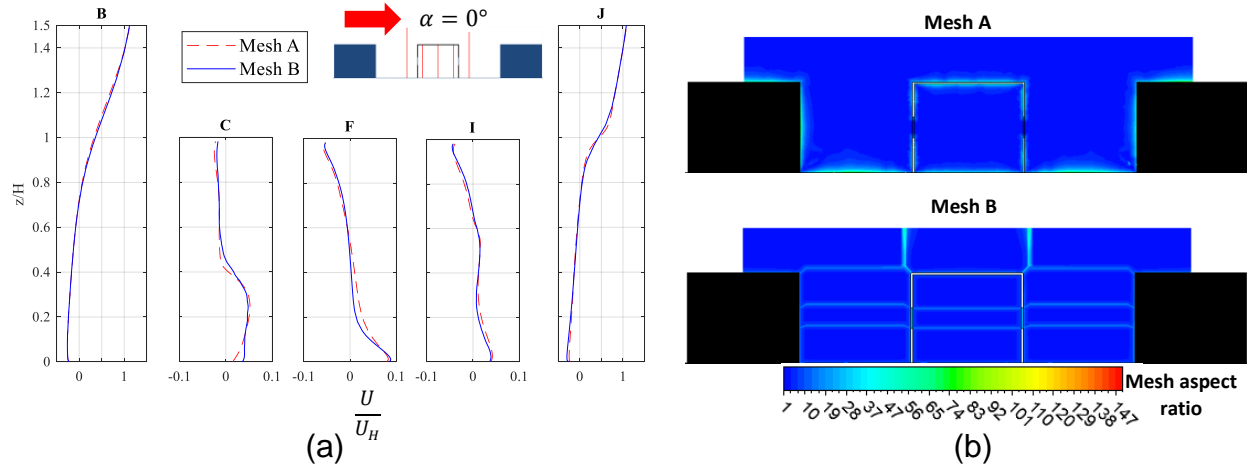 B
1.5
1.4
1.2
1
0.8
0.6
0.4
0.2
0
z/H
0
1
Mesh A
Mesh B
α = 0°
C
-0.1
0
0.1
F
-0.1
0
0.1
I
-0.1
0
0.1
J
0
1
U
U_H
(a)
Mesh A
Mesh B
1
10
19
28
37
47
56
65
74
83
92
101
110
120
129
138
147
Mesh aspect
ratio
(b)